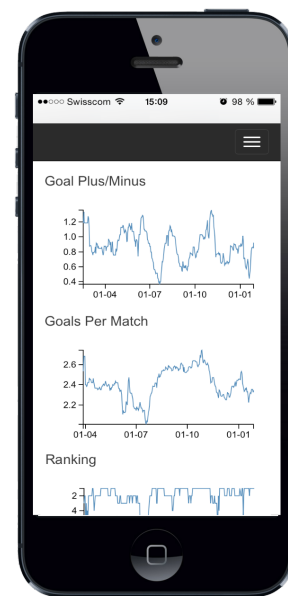 Swisscom 15:09 98 %
Goal Plus/Minus
1.2
1.0
0.8
0.6
0.4
01-04 01-07 01-10 01-01
Goals Per Match
2.6
2.4
2.2
01-04 01-07 01-10 01-01
Ranking
2
4